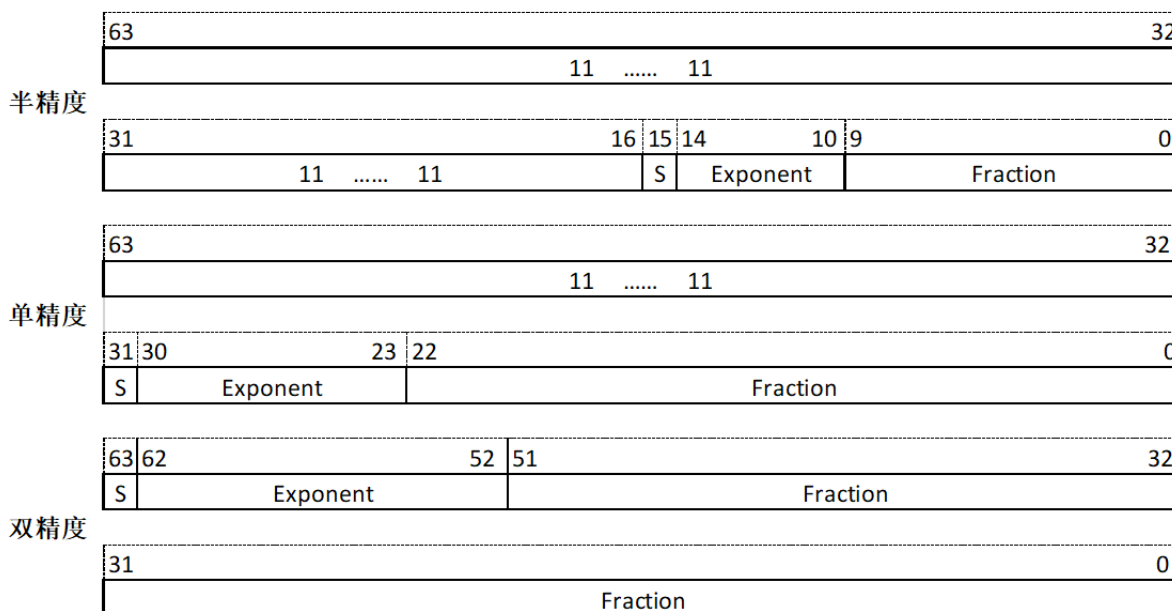 63 32
11 …… 11
半精度
31 16 15 14 10 9 0
11 …… 11 S Exponent Fraction
63 32
11 …… 11
单精度
31 30 23 22 0
S Exponent Fraction
63 62 52 51 32
S Exponent Fraction
双精度
31 0
Fraction